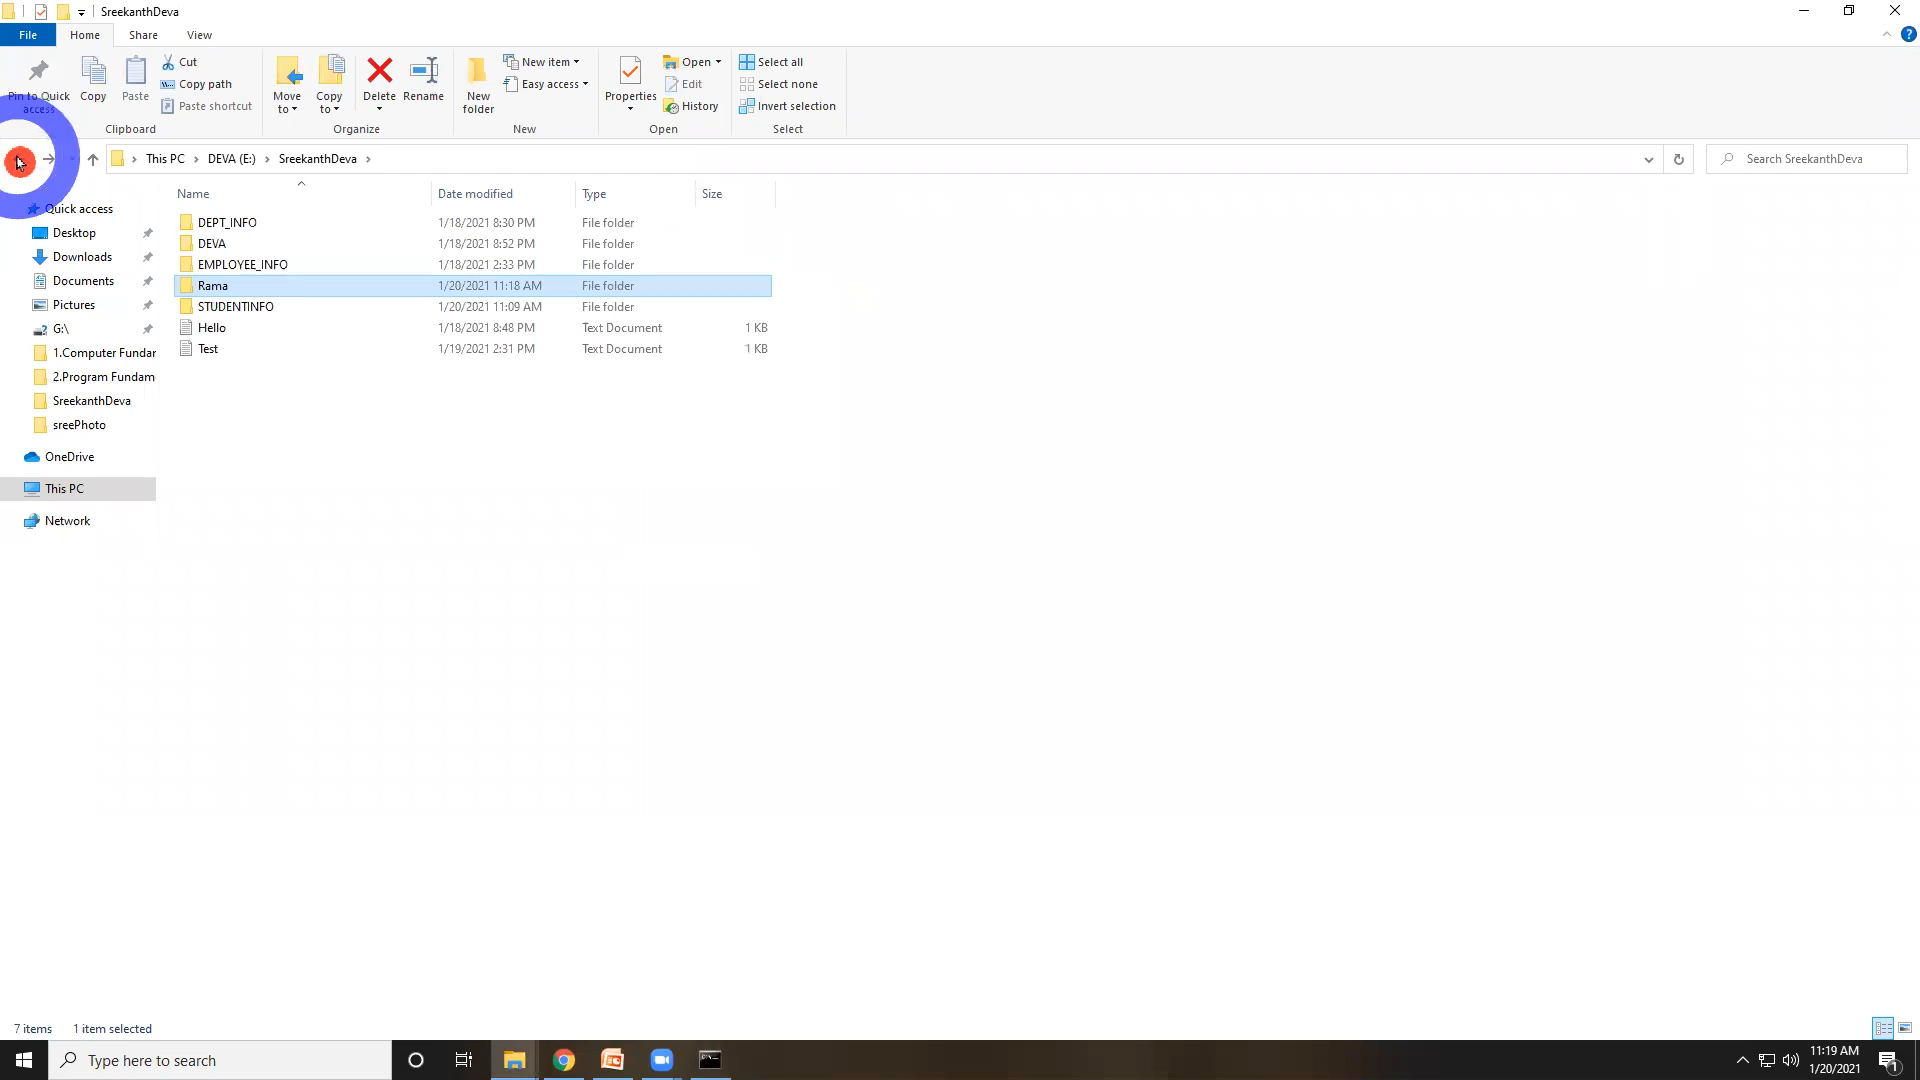 SreekanthDeva
File Home Share View
Pin to Quick access
Copy
Paste
Cut
Copy path
Paste shortcut
Clipboard
Move to
Copy to
Delete
Rename
Organize
New folder
New item
Easy access
New
Properties
Open
Edit
History
Open
Select all
Select none
Invert selection
Select
This PC › DEVA (E:) › SreekanthDeva ›
Search SreekanthDeva
Name Date modified Type Size
DEPT_INFO 1/18/2021 8:30 PM File folder
DEVA 1/18/2021 8:52 PM File folder
EMPLOYEE_INFO 1/18/2021 2:33 PM File folder
Rama 1/20/2021 11:18 AM File folder
STUDENTINFO 1/20/2021 11:09 AM File folder
Hello 1/18/2021 8:48 PM Text Document 1 KB
Test 1/19/2021 2:31 PM Text Document 1 KB
Quick access
Desktop
Downloads
Documents
Pictures
G:\
1.Computer Fundar
2.Program Fundam
SreekanthDeva
sreePhoto
OneDrive
This PC
Network
7 items 1 item selected
Type here to search
11:19 AM
1/20/2021
1